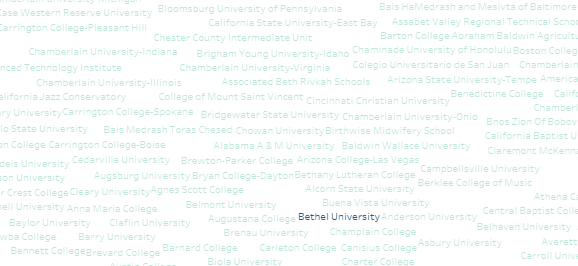 Case Western Reserve University Bloomsburg University of Pennsylvania Bais HaMedrash and Mesivta of Baltimore
California State University-East Bay Assabet Valley Regional Technical Schoo
Carrington College-Pleasant Hill Chester County Intermediate Unit Barton College Abraham Baldwin Agricultu
Chamberlain University-Indiana Brigham Young University-Idaho Chaminade University of Honolulu Boston Colleg
nced Technology Institute Chamberlain University-Virginia Colegio Universitario de San Juan Chamberlain
Chamberlain University-Illinois Associated Beth Rivkah Schools Arizona State University-Tempe America
alifornia Jazz Conservatory College of Mount Saint Vincent Cincinnati Christian University Benedictine College Calif
ry University Carrington College-Spokane Bridgewater State University Chamberlain University-Ohio Chamberl
lo State University Bais Medrash Toras Chesed Chowan University Birthwise Midwifery School Bnos Zion Of Bobov
California Baptist U
on College Carrington College-Boise Alabama A & M University Baldwin Wallace University Claremont McKenn
deis University Cedarville University Brewton-Parker College Arizona College-Las Vegas
son University Augsburg University Bryan College-Dayton Bethany Lutheran College Campbellsville University
r Crest College Cleary University Agnes Scott College Alcorn State University Berklee College of Music
nell University Anna Maria College Belmont University Buena Vista University Athena C
Central Baptist Colle
Baylor University Claflin University Augustana College Bethel University Anderson University
wba College Barry University Brenau University Champlain College Belhaven University
Bennett College Brevard College Barnard College Carleton College Canisius College Asbury University Averett
Biola University Charter College Carroll Unive